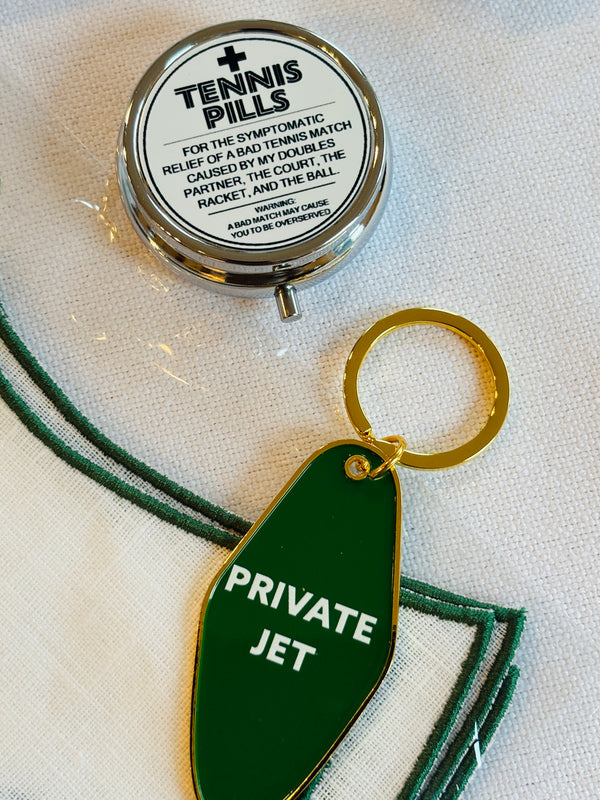 TENNIS
PILLS
FOR THE SYMPTOMATIC
RELIEF OF A BAD TENNIS MATCH
CAUSED BY MY DOUBLES
PARTNER, THE COURT, THE
RACKET, AND THE BALL.
WARNING:
A BAD MATCH MAY CAUSE
YOU TO BE OVERSERVED
PRIVATE
JET